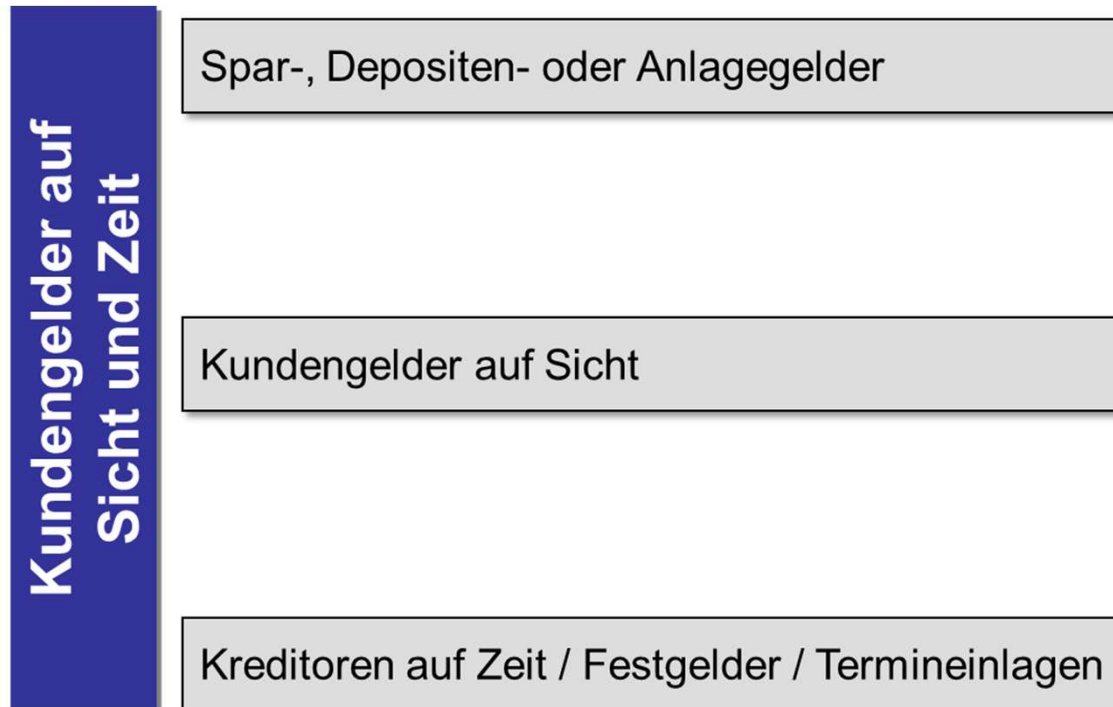 Kundengelder auf
Sicht und Zeit
Spar-, Depositen- oder Anlagegelder
Kundengelder auf Sicht
Kreditoren auf Zeit / Festgelder / Termineinlagen